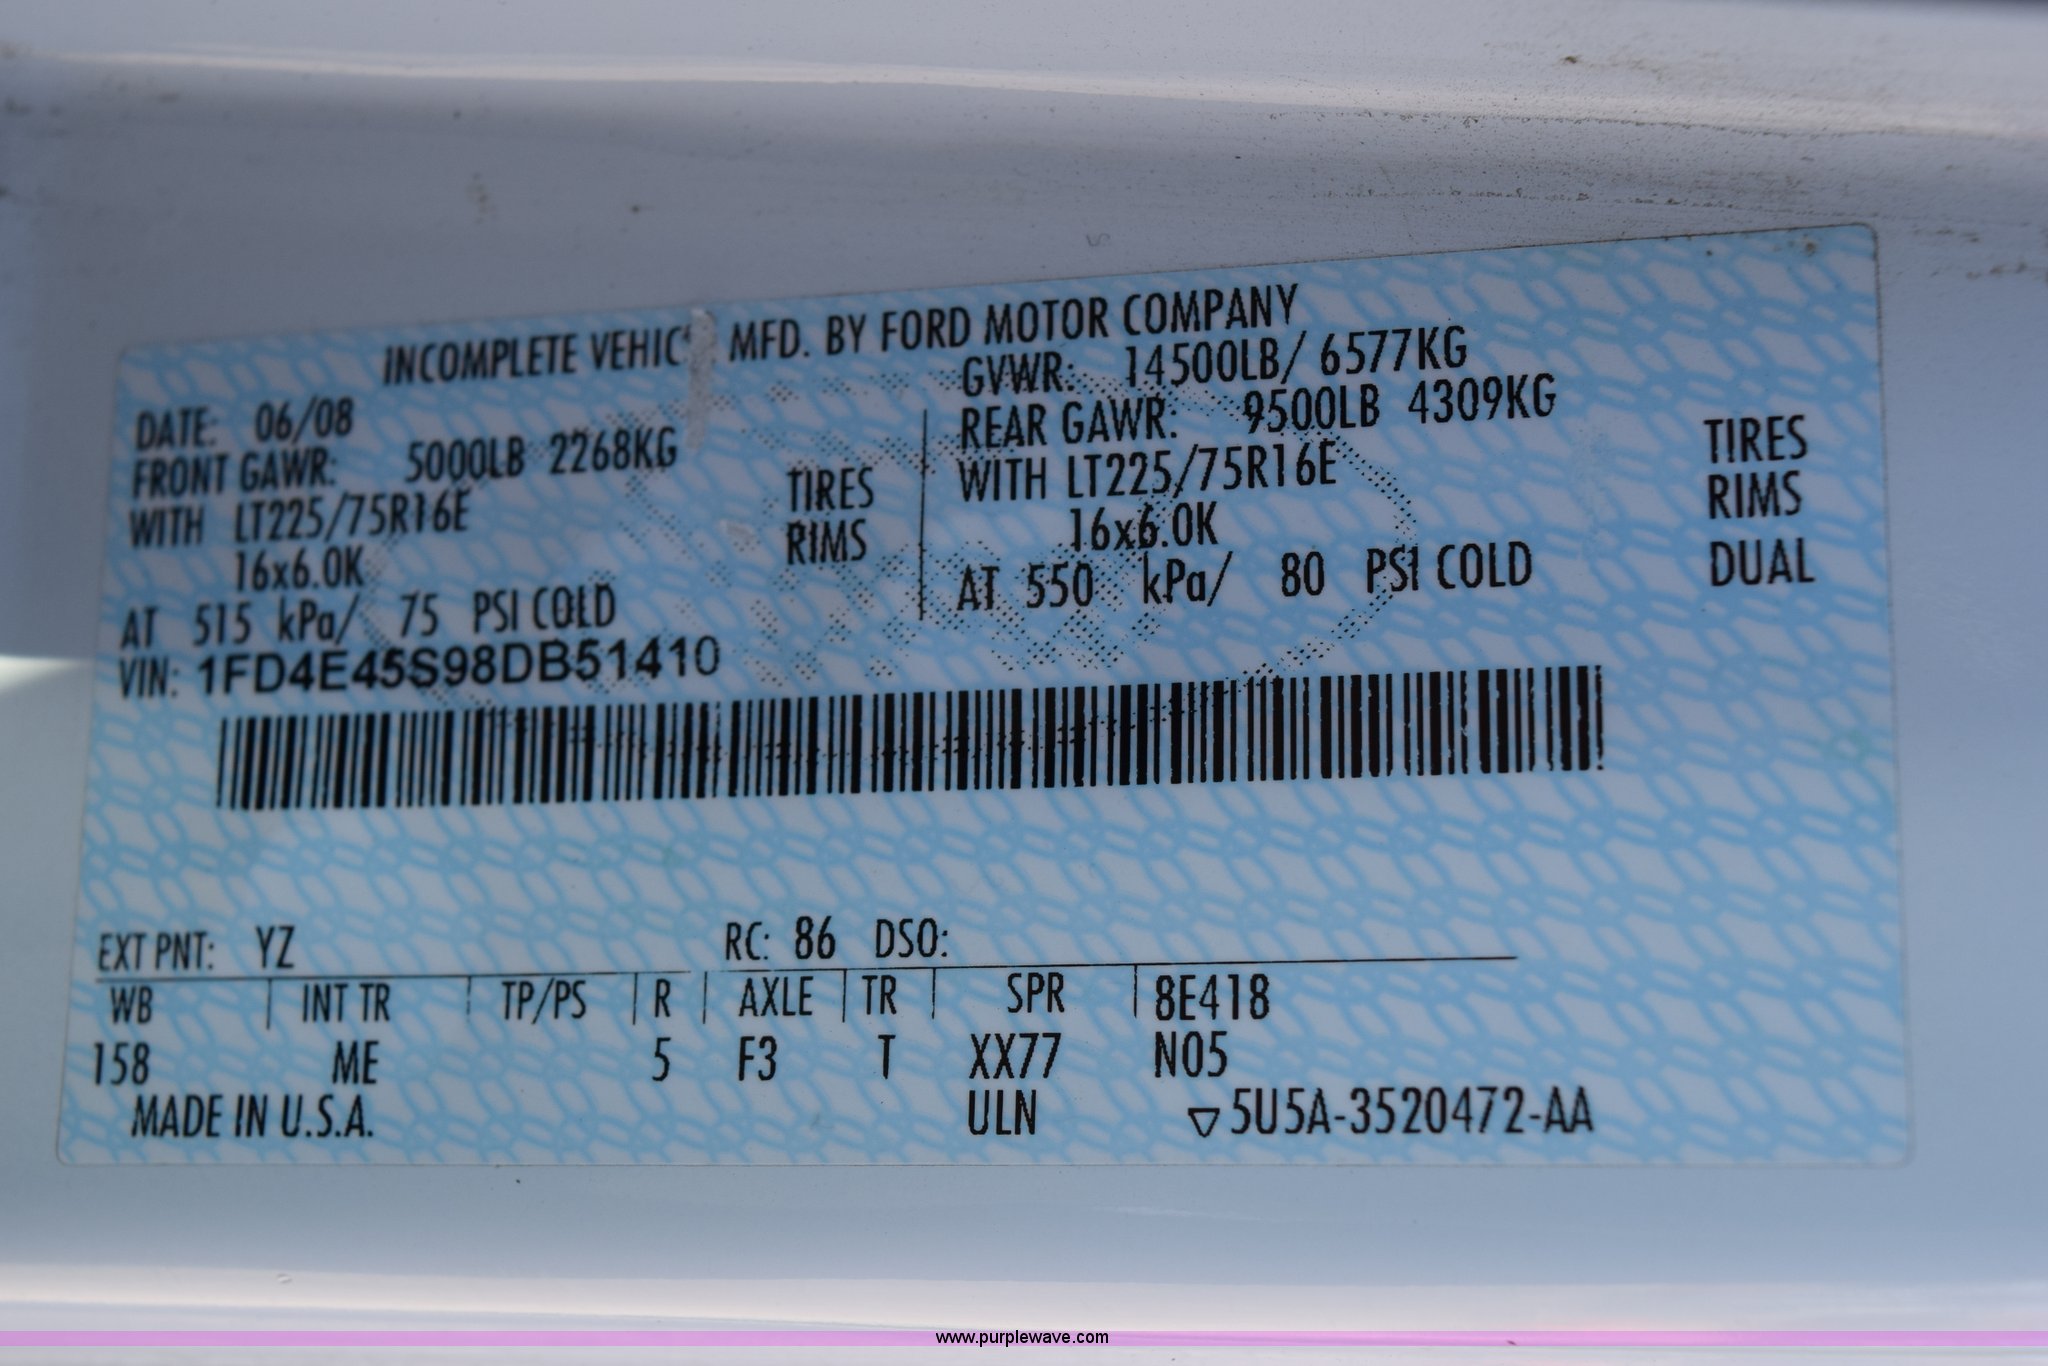 INCOMPLETE VEHIC MFD. BY FORD MOTOR COMPANY
DATE: 06/08
GVWR: 14500LB/ 6577KG
FRONT GAWR: 5000LB 2268KG
WITH LT225/75R16E TIRES
16x6.0K RIMS
AT 515 kPa/ 75 PSI COLD
REAR GAWR: 9500LB 4309KG
WITH LT225/75R16E TIRES
16x6.0K RIMS
AT 550 kPa/ 80 PSI COLD DUAL
VIN: 1FD4E45S98DB51410
EXT PNT: YZ RC: 86 DSO:
WB INT TR TP/PS R AXLE TR SPR 8E418
158 ME 5 F3 T XX77 N05
MADE IN U.S.A. ULN ▽5U5A-3520472-AA
www.purplewave.com